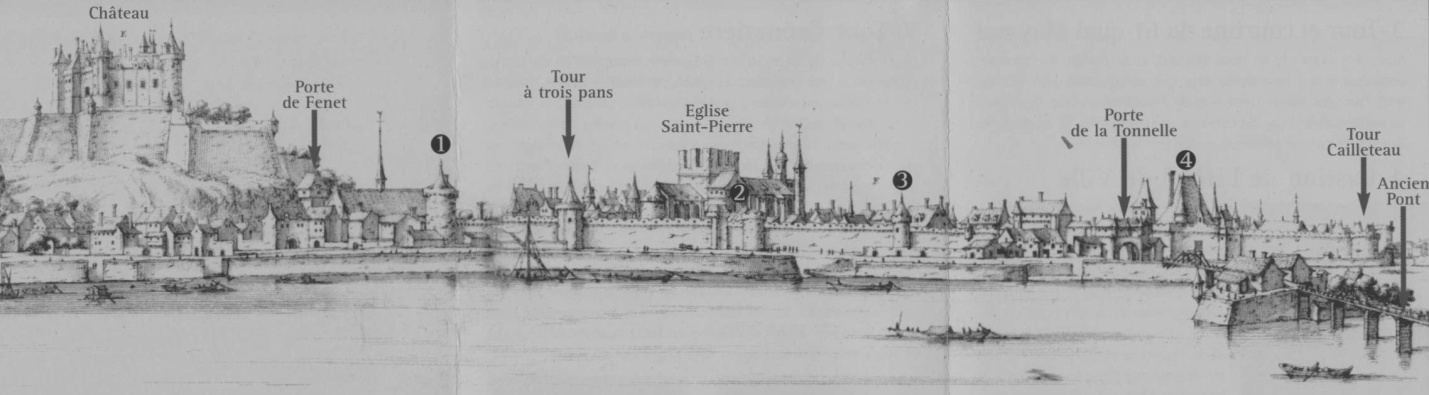 Château
E
Porte
de Fenet
1
Tour
à trois pans
Eglise
Saint-Pierre
2
F
3
Porte
de la Tonnelle
4
Tour
Cailleteau
Ancien
Pont